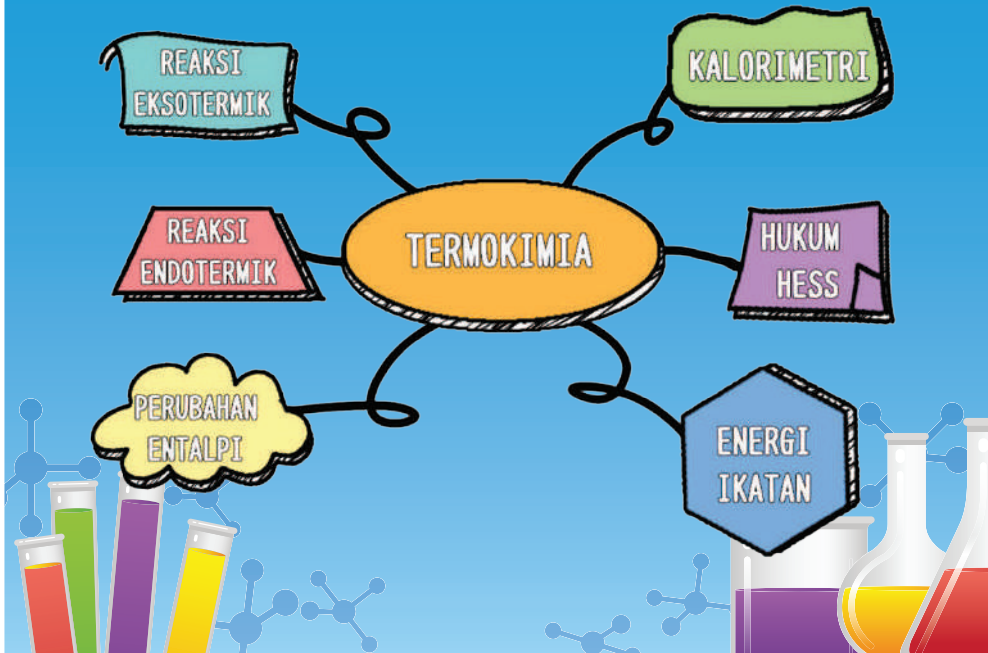 REAKSI
EKSOTERMIK
KALORIMETRI
REAKSI
ENDOTERMIK
TERMOKIMIA
HUKUM
HESS
PERUBAHAN
ENTALPI
ENERGI
IKATAN